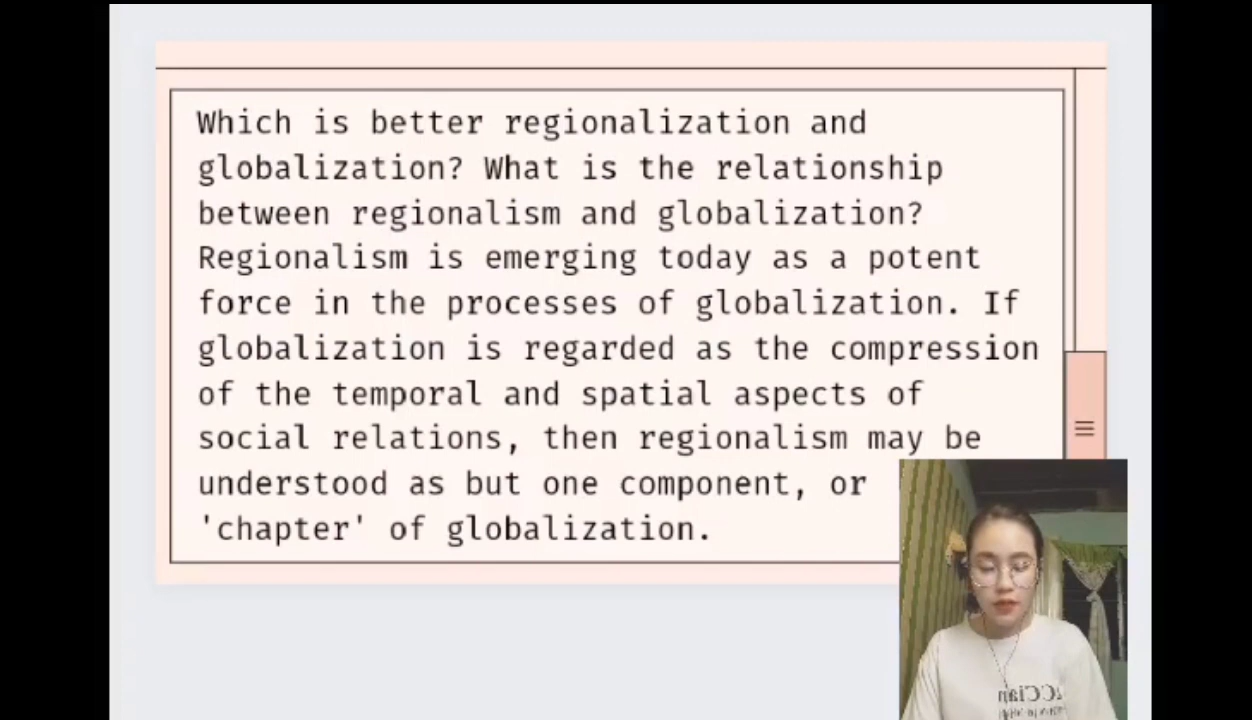 Which is better regionalization and
globalization? What is the relationship
between regionalism and globalization?
Regionalism is emerging today as a potent
force in the processes of globalization. If
globalization is regarded as the compression
of the temporal and spatial aspects of
social relations, then regionalism may be
understood as but one component, or
'chapter' of globalization.